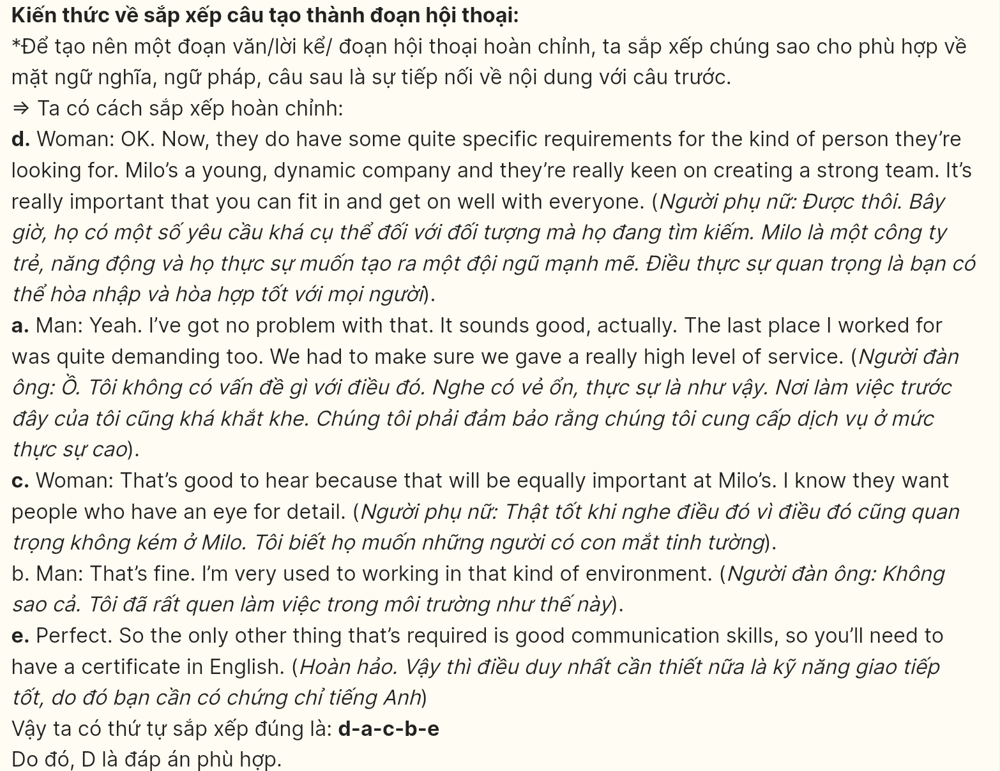 Kiến thức về sắp xếp câu tạo thành đoạn hội thoại:
*Để tạo nên một đoạn văn/lời kể/ đoạn hội thoại hoàn chỉnh, ta sắp xếp chúng sao cho phù hợp về
mặt ngữ nghĩa, ngữ pháp, câu sau là sự tiếp nối về nội dung với câu trước.
⇒ Ta có cách sắp xếp hoàn chỉnh:
d. Woman: OK. Now, they do have some quite specific requirements for the kind of person they’re
looking for. Milo’s a young, dynamic company and they’re really keen on creating a strong team. It’s
really important that you can fit in and get on well with everyone. (Người phụ nữ: Được thôi. Bây
giờ, họ có một số yêu cầu khá cụ thể đối với đối tượng mà họ đang tìm kiếm. Milo là một công ty
trẻ, năng động và họ thực sự muốn tạo ra một đội ngũ mạnh mẽ. Điều thực sự quan trọng là bạn có
thể hòa nhập và hòa hợp tốt với mọi người).
a. Man: Yeah. I’ve got no problem with that. It sounds good, actually. The last place I worked for
was quite demanding too. We had to make sure we gave a really high level of service. (Người đàn
ông: Ồ. Tôi không có vấn đề gì với điều đó. Nghe có vẻ ổn, thực sự là như vậy. Nơi làm việc trước
đây của tôi cũng khá khắt khe. Chúng tôi phải đảm bảo rằng chúng tôi cung cấp dịch vụ ở mức
thực sự cao).
c. Woman: That’s good to hear because that will be equally important at Milo’s. I know they want
people who have an eye for detail. (Người phụ nữ: Thật tốt khi nghe điều đó vì điều đó cũng quan
trọng không kém ở Milo. Tôi biết họ muốn những người có con mắt tinh tường).
b. Man: That’s fine. I’m very used to working in that kind of environment. (Người đàn ông: Không
sao cả. Tôi đã rất quen làm việc trong môi trường như thế này).
e. Perfect. So the only other thing that’s required is good communication skills, so you’ll need to
have a certificate in English. (Hoàn hảo. Vậy thì điều duy nhất cần thiết nữa là kỹ năng giao tiếp
tốt, do đó bạn cần có chứng chỉ tiếng Anh)
Vậy ta có thứ tự sắp xếp đúng là: d-a-c-b-e
Do đó, D là đáp án phù hợp.